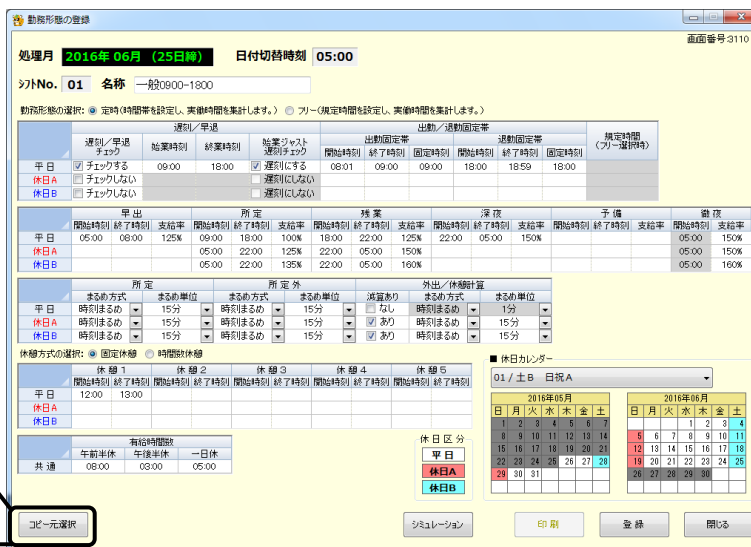 勤務形態の登録
画面番号:3110
処理月 2016年 06月 (25日締) 日付切替時刻 05:00
ｼﾌﾄNo. 01 名称 一般0900-1800
勤務形態の選択: 定時(時間帯を設定し、実働時間を集計します。) フリー(規定時間を設定し、実働時間を集計します。)
遅刻/早退 出勤/退勤固定帯 規定時間
(フリー選択時)
出勤固定帯 退勤固定帯
遅刻/早退
チェック 始業時刻 終業時刻 始業ジャスト
遅刻チェック 開始時刻 終了時刻 固定時刻 開始時刻 終了時刻 固定時刻
平日 チェックする 09:00 18:00 遅刻にする 08:01 09:00 09:00 18:00 18:59 18:00
休日A チェックしない 遅刻にしない
休日B チェックしない 遅刻にしない
早出 所定 残業 深夜 予備 徹夜
開始時刻 終了時刻 支給率 開始時刻 終了時刻 支給率 開始時刻 終了時刻 支給率 開始時刻 終了時刻 支給率 開始時刻 終了時刻 支給率 開始時刻 支給率
平日 05:00 08:00 125% 09:00 18:00 100% 18:00 22:00 125% 22:00 05:00 150% 05:00 150%
休日A 05:00 22:00 125% 22:00 05:00 150% 05:00 150%
休日B 05:00 22:00 135% 22:00 05:00 160% 05:00 160%
所定 所定外 外出/休憩計算
まるめ方式 まるめ単位 まるめ方式 まるめ単位 減算あり まるめ方式 まるめ単位
平日 時刻まるめ 15分 時刻まるめ 15分 なし 時刻まるめ 1分
休日A 時刻まるめ 15分 時刻まるめ 15分 あり 時刻まるめ 15分
休日B 時刻まるめ 15分 時刻まるめ 15分 あり 時刻まるめ 15分
休憩方式の選択: 固定休憩 時間数休憩
休憩1 休憩2 休憩3 休憩4 休憩5
開始時刻 終了時刻 開始時刻 終了時刻 開始時刻 終了時刻 開始時刻 終了時刻 開始時刻 終了時刻
平日 12:00 13:00
休日A
休日B
有給時間数
午前半休 午後半休 一日休
共通 08:00 03:00 05:00
休日区分
平日
休日A
休日B
■ 休日カレンダー
01/土B 日祝A
2016年05月
日 月 火 水 木 金 土
1 2 3 4 5 6 7
8 9 10 11 12 13 14
15 16 17 18 19 20 21
22 23 24 25 26 27 28
29 30 31
2016年06月
日 月 火 水 木 金 土
1 2 3 4
5 6 7 8 9 10 11
12 13 14 15 16 17 18
19 20 21 22 23 24 25
26 27 28 29 30
コピー元選択 シミュレーション 印刷 登録 閉じる